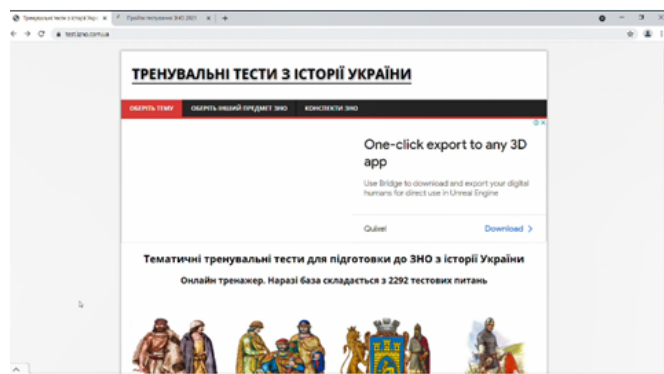 Тренувальні тести з історії Укр
Пройти тестування ЗНО 2021
test.izno.com.ua
ТРЕНУВАЛЬНІ ТЕСТИ З ІСТОРІЇ УКРАЇНИ
ОБЕРІТЬ ТЕМУ ОБЕРІТЬ ІНШИЙ ПРЕДМЕТ ЗНО КОНСПЕКТИ ЗНО
One-click export to any 3D
app
Use Bridge to download and export your digital
humans for direct use in Unreal Engine
Quixel Download
Тематичні тренувальні тести для підготовки до ЗНО з історії України
Онлайн тренажер. Наразі база складається з 2292 тестових питань